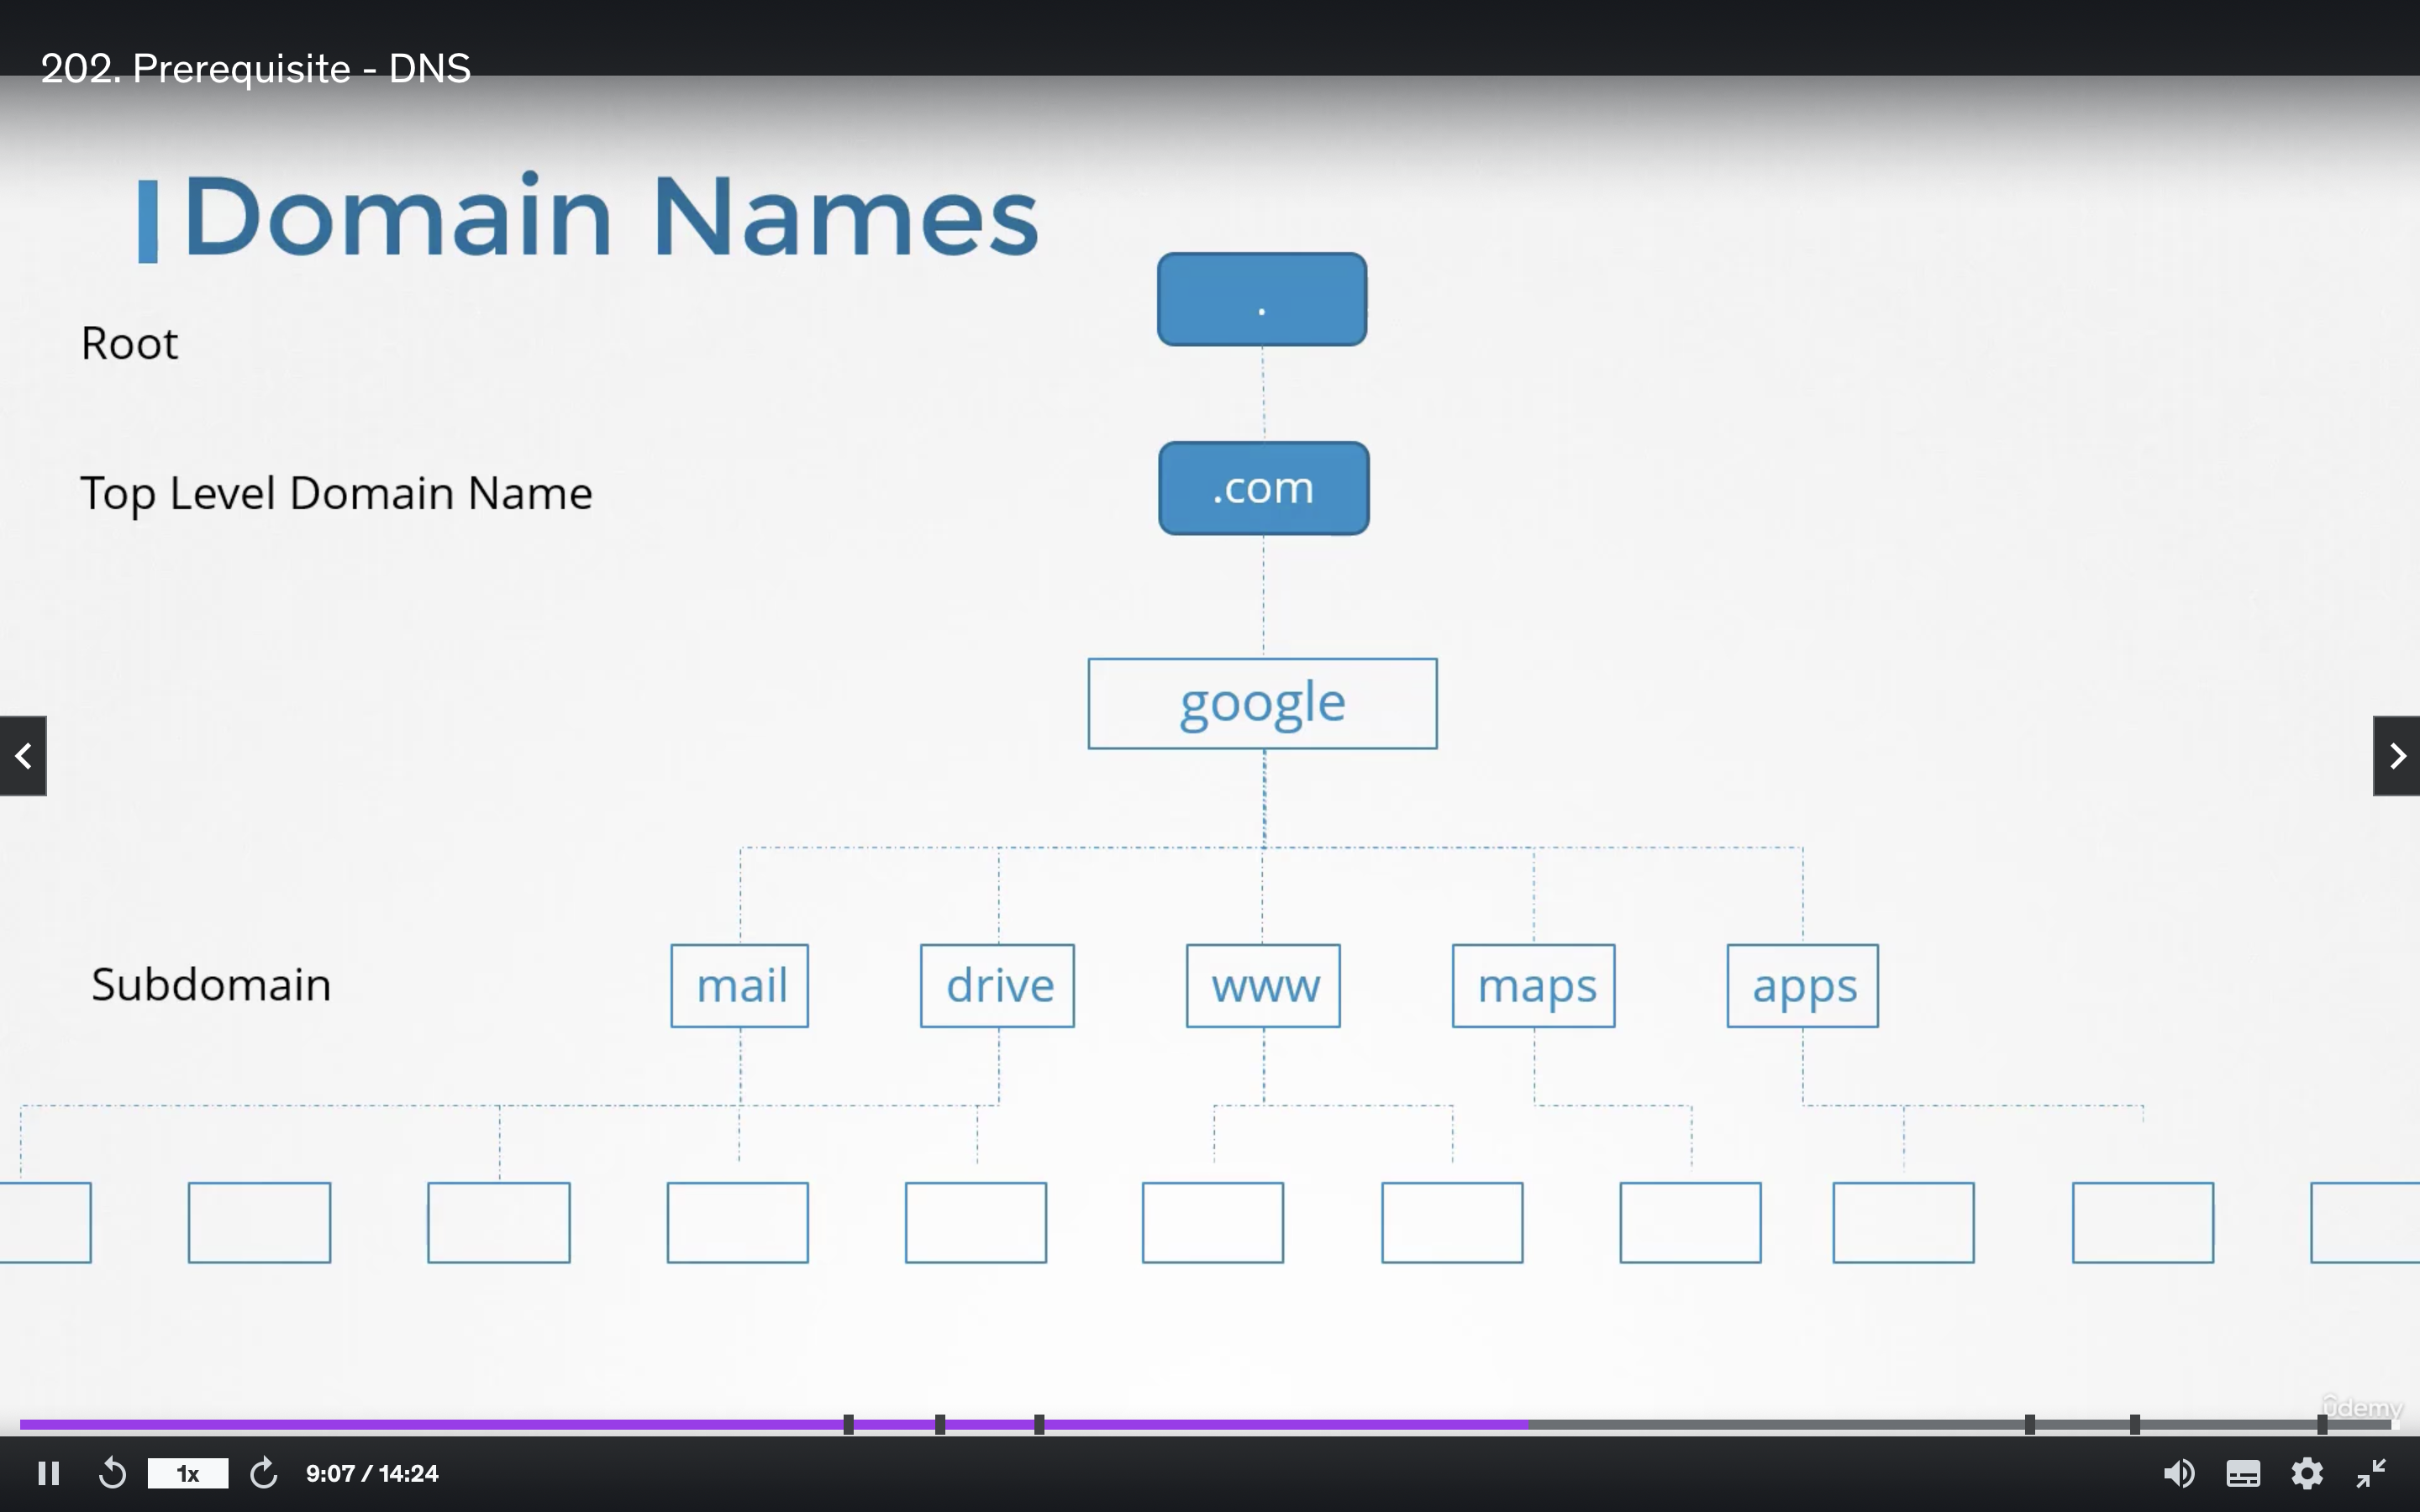 202. Prerequisite - DNS
Domain Names
.
Root
.com
Top Level Domain Name
google
Subdomain
mail
drive
www
maps
apps
ûdemy
1x
9:07 / 14:24